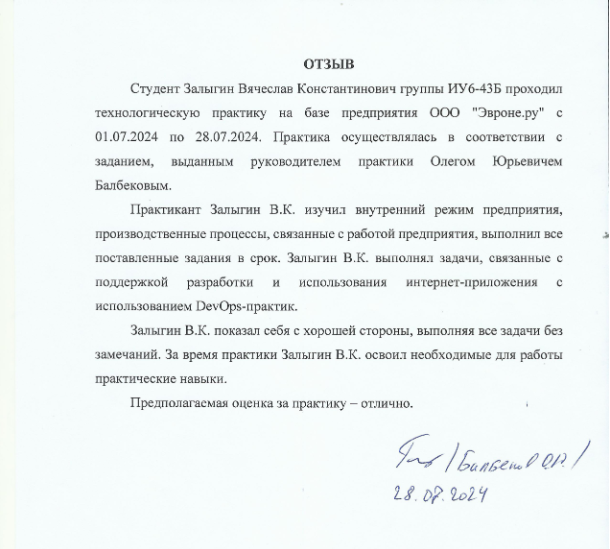 ОТЗЫВ
Студент Залыгин Вячеслав Константинович группы ИУ6-43Б проходил
технологическую практику на базе предприятия ООО "Эвроне.ру" с
01.07.2024 по 28.07.2024. Практика осуществлялась в соответствии с
заданием, выданным руководителем практики Олегом Юрьевичем
Балбековым.
Практикант Залыгин В.К. изучил внутренний режим предприятия,
производственные процессы, связанные с работой предприятия, выполнил все
поставленные задания в срок. Залыгин В.К. выполнял задачи, связанные с
поддержкой разработки и использования интернет-приложения с
использованием DevOps-практик.
Залыгин В.К. показал себя с хорошей стороны, выполняя все задачи без
замечаний. За время практики Залыгин В.К. освоил необходимые для работы
практические навыки.
Предполагаемая оценка за практику – отлично.
28.07.2024